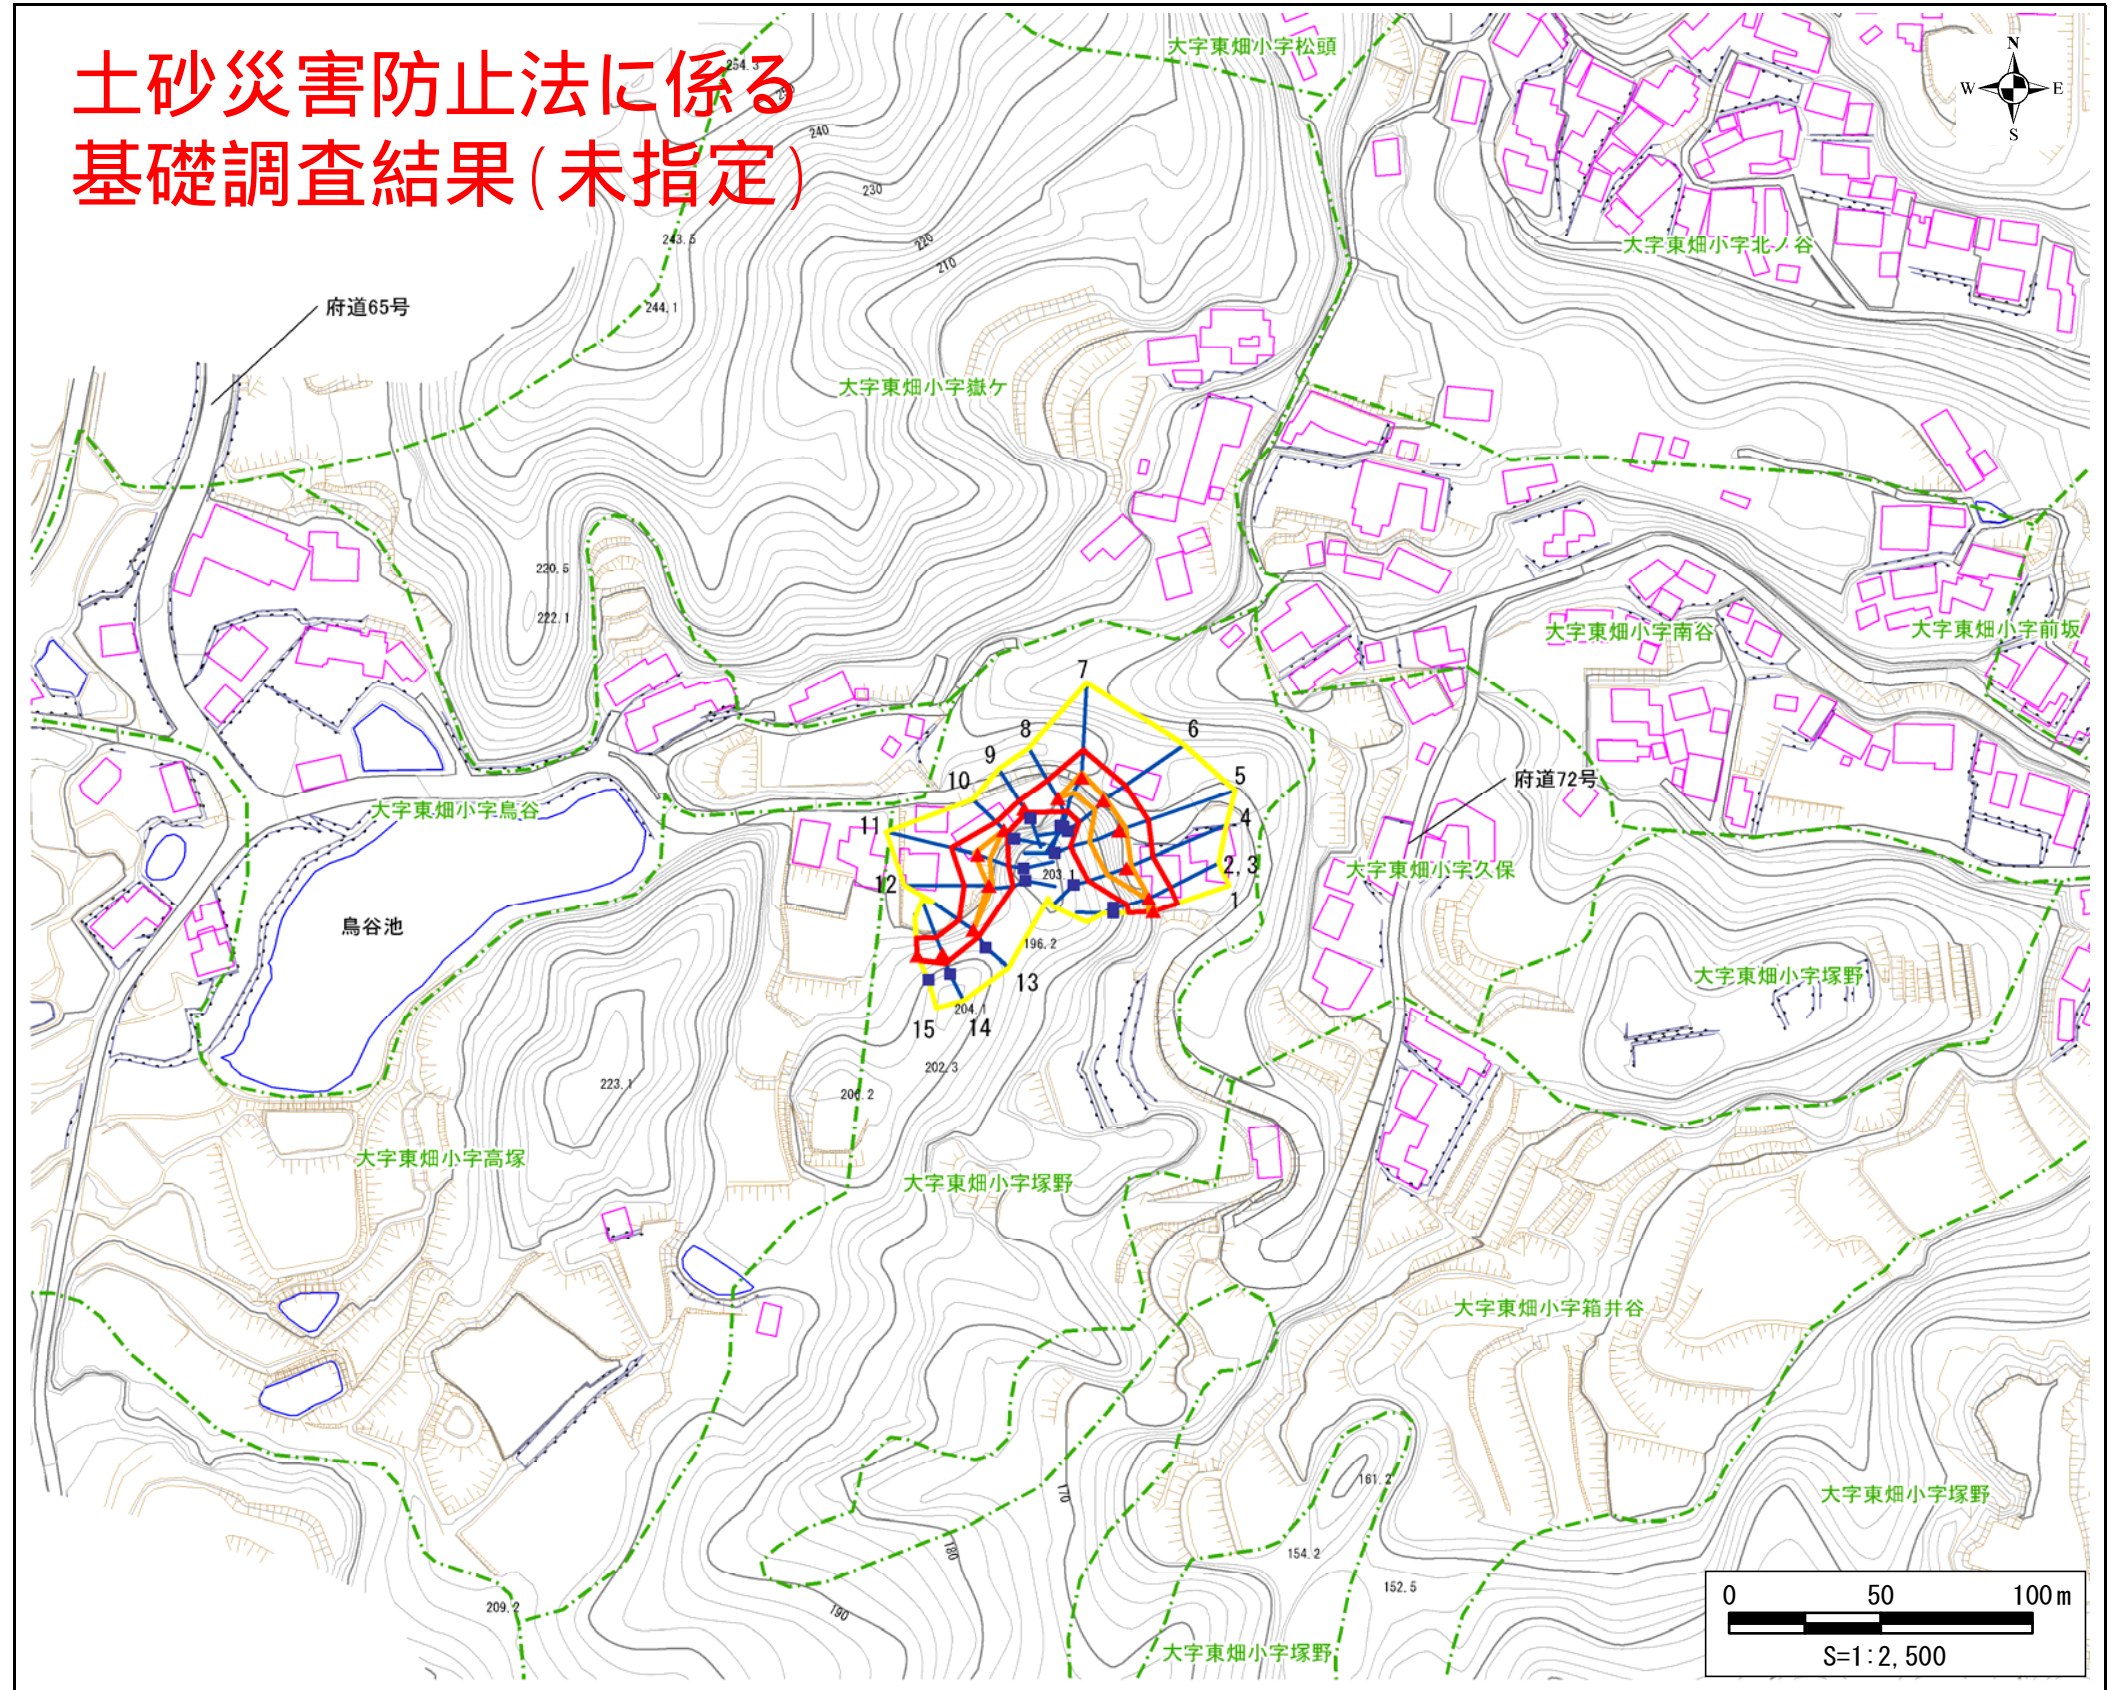 土砂災害防止法に係る
基礎調査結果(未指定)
大字東畑小字松頭
N
W
E
S
254.3
250
240
230
220
210
243.5
244.1
大字東畑小字北ノ谷
府道65号
大字東畑小字嶽ケ
220.5
222.1
大字東畑小字南谷
大字東畑小字前坂
7
8
6
9
10
5
府道72号
大字東畑小字鳥谷
11
4
2,3
203.1
大字東畑小字久保
12
1
鳥谷池
196.2
13
大字東畑小字塚野
204.1
15
14
202.3
223.1
206.2
大字東畑小字高塚
大字東畑小字塚野
大字東畑小字箱井谷
161.2
170
大字東畑小字塚野
180
154.2
152.5
190
209.2
大字東畑小字塚野
0 50 100m
S=1:2,500